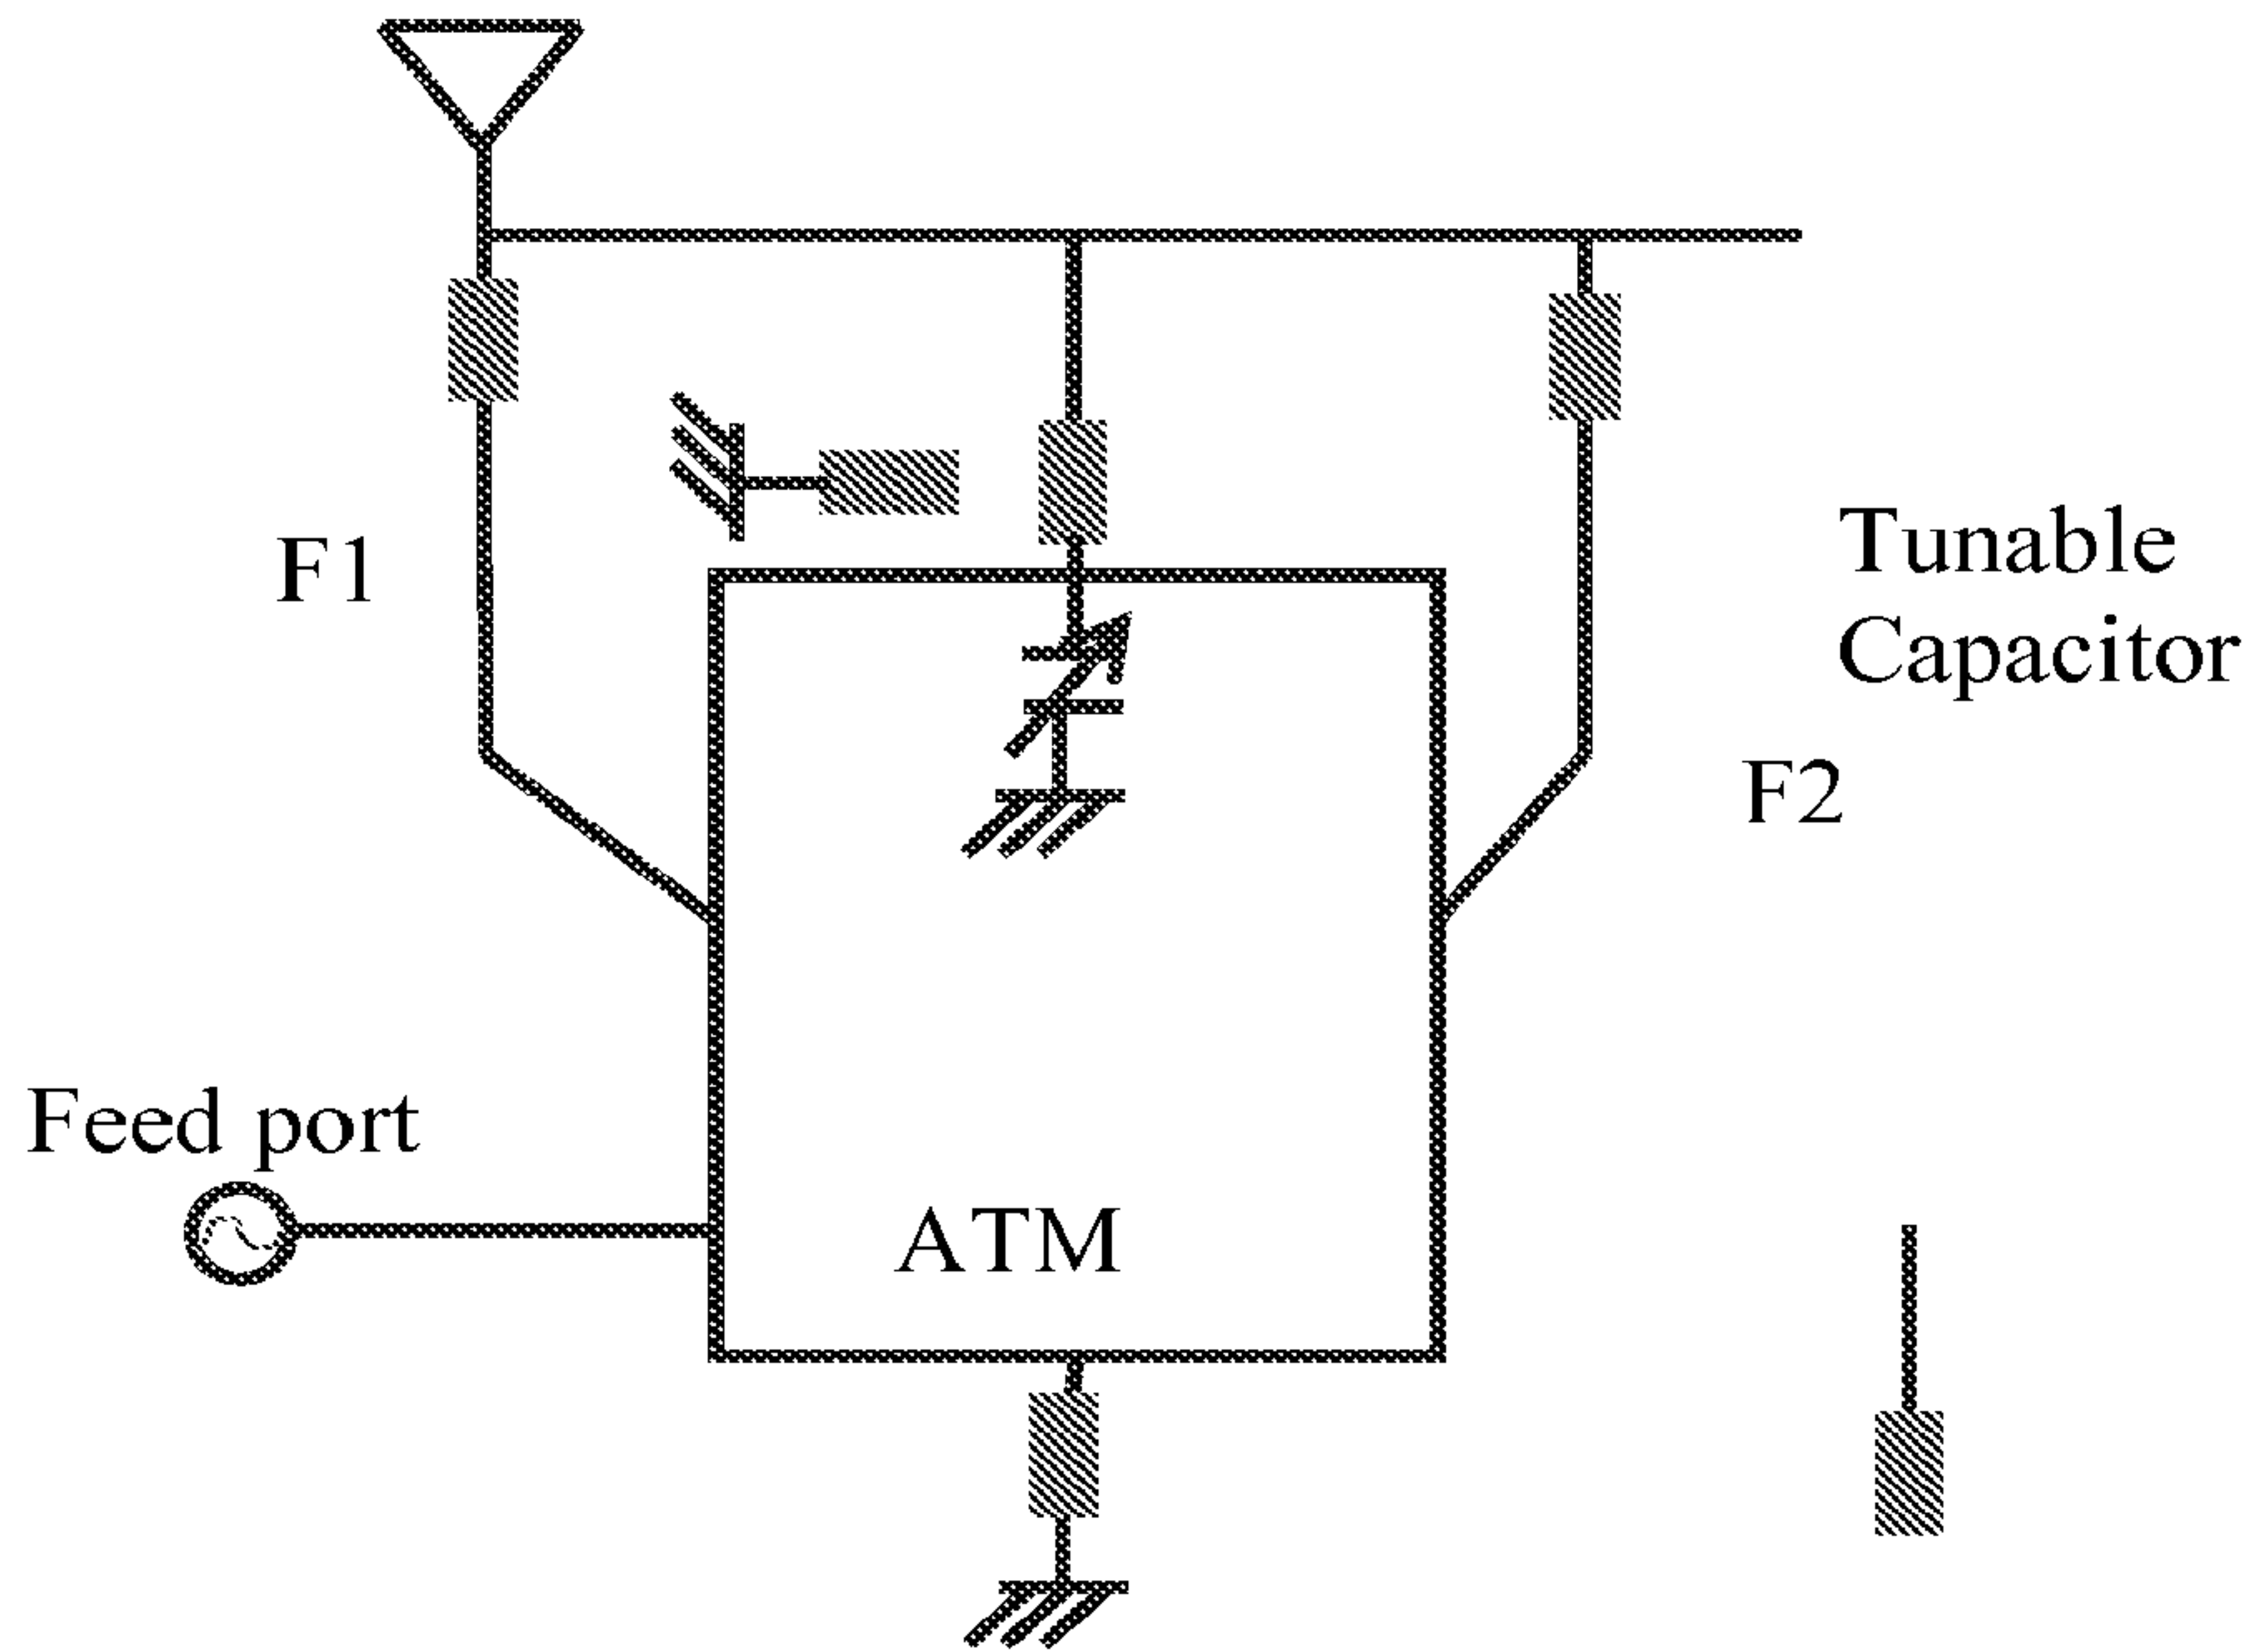 F1
Tunable
Capacitor
F2
Feed port
ATM